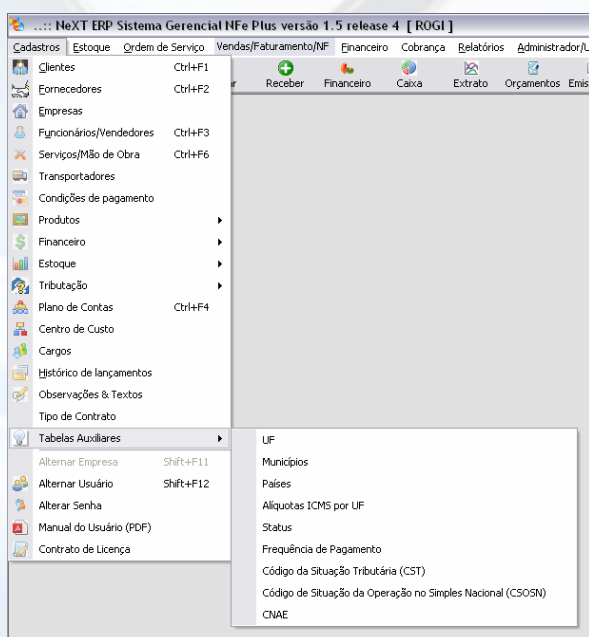 ..:: NeXT ERP Sistema Gerencial NFe Plus versão 1.5 release 4 [ ROGI ]
Cadastros Estoque Ordem de Serviço Vendas/Faturamento/NF Financeiro Cobrança Relatórios Administrador/U
Receber Financeiro Caixa Extrato Orçamentos Emis
Clientes Ctrl+F1
Fornecedores Ctrl+F2
Empresas
Funcionários/Vendedores Ctrl+F3
Serviços/Mão de Obra Ctrl+F6
Transportadores
Condições de pagamento
Produtos
Financeiro
Estoque
Tributação
Plano de Contas Ctrl+F4
Centro de Custo
Cargos
Histórico de lançamentos
Observações & Textos
Tipo de Contrato
Tabelas Auxiliares
Alternar Empresa Shift+F11
Alternar Usuário Shift+F12
Alterar Senha
Manual do Usuário (PDF)
Contrato de Licença
UF
Municípios
Países
Alíquotas ICMS por UF
Status
Frequência de Pagamento
Código da Situação Tributária (CST)
Código de Situação da Operação no Simples Nacional (CSOSN)
CNAE